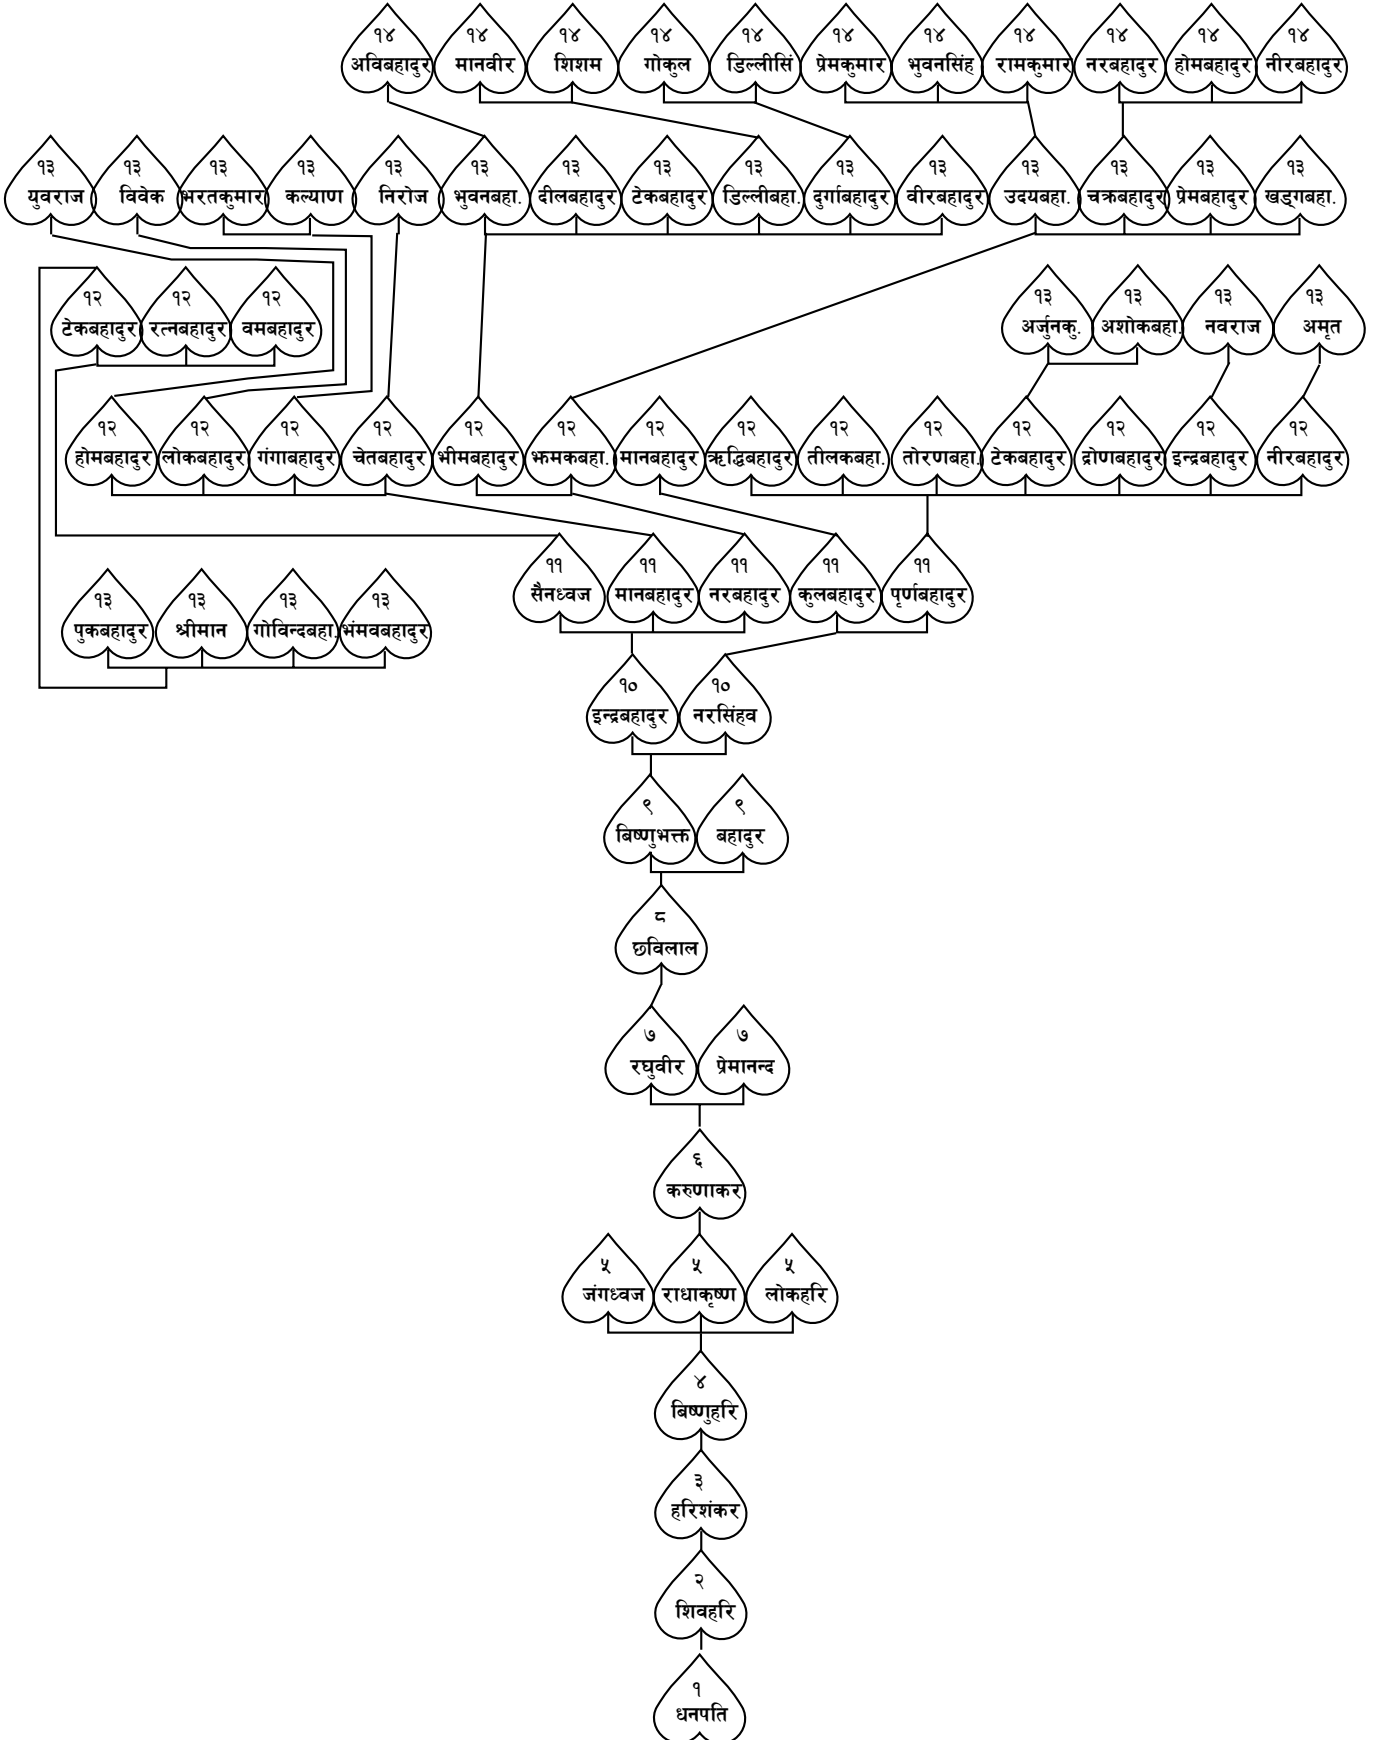 १४ १४ १४ १४ १४ १४ १४ १४ १४ १४ १४
अविबहादुर मानवीर शिशम गोकुल डिल्लीसिं प्रेमकुमार भुवनसिंह रामकुमार नरबहादुर होमबहादुर नीरबहादुर
१३ १३ १३ १३ १३ १३ १३ १३ १३ १३ १३ १३ १३ १३ १३
युवराज विवेक भरतकुमार कल्याण निरोज भुवनबहा. दीलबहादुर टेकबहादुर डिल्लीबहा. दुर्गाबहादुर वीरबहादुर उदयबहा. चक्रबहादुर प्रेमबहादुर खड्गबहा.
१२ १२ १२ १३ १३ १३ १३
टेकबहादुर रत्नबहादुर वमबहादुर अर्जुनकु. अशोकबहा. नवराज अमृत
१२ १२ १२ १२ १२ १२ १२ १२ १२ १२ १२ १२ १२ १२
होमबहादुर लोकबहादुर गंगाबहादुर चेतबहादुर भीमबहादुर झमकबहा. मानबहादुर ऋद्धिबहादुर तीलकबहा. तोरणबहा. टेकबहादुर द्रोणबहादुर इन्द्रबहादुर नीरबहादुर
११ ११ ११ ११ ११
सैनध्वज मानबहादुर नरबहादुर कुलबहादुर पृर्णबहादुर
१३ १३ १३ १३
पुकबहादुर श्रीमान गोविन्दबहा. भंमवबहादुर
१० १०
इन्द्रबहादुर नरसिंहव
९ ९
बिष्णुभक्त बहादुर
८
छविलाल
७ ७
रघुवीर प्रेमानन्द
६
करुणाकर
५ ५ ५
जंगध्वज राधाकृष्ण लोकहरि
४
बिष्णुहरि
३
हरिशंकर
२
शिवहरि
१
धनपति